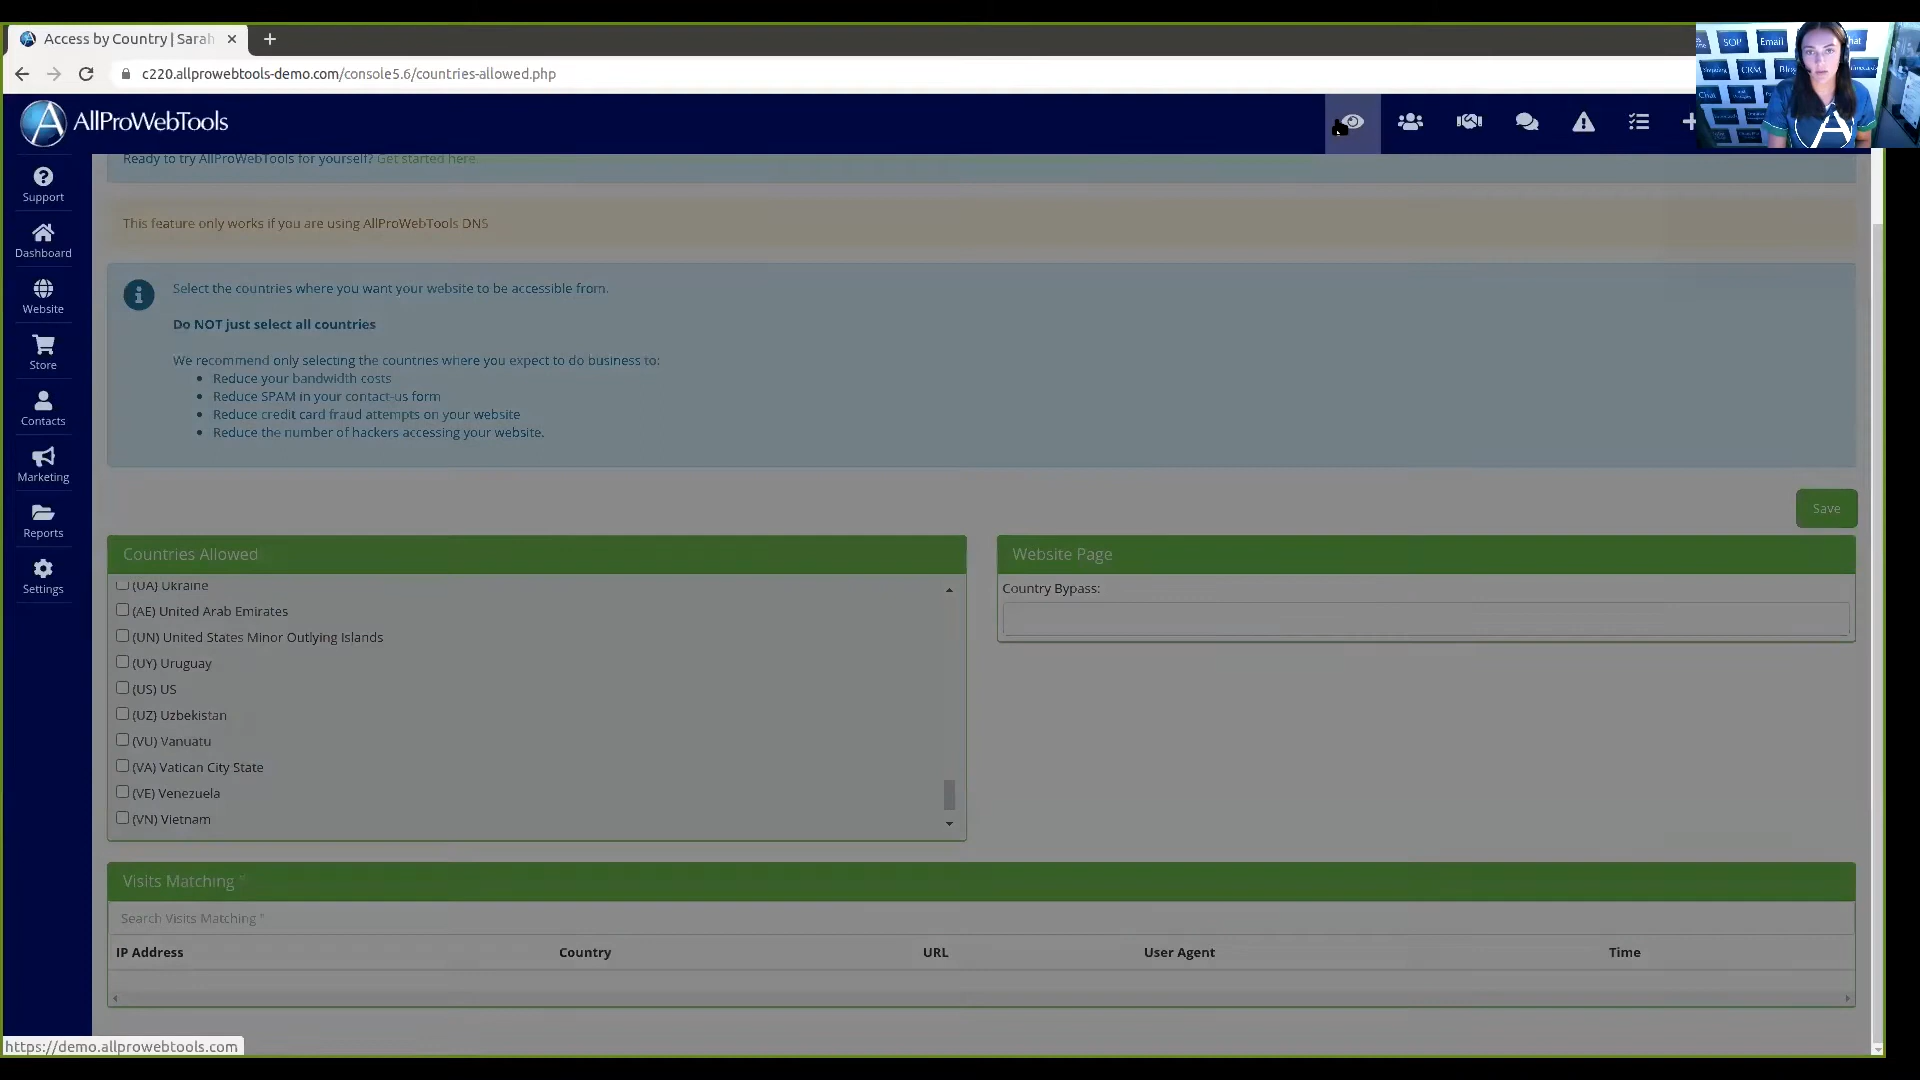 Access by Country | Sarah
c220.allprowebtools-demo.com/console5.6/countries-allowed.php
AllProWebTools
SOP Email
CRM
Chat
Support
Dashboard
Website
Store
Contacts
Marketing
Reports
Settings
Ready to try AllProWebTools for yourself? Get started here
This feature only works if you are using AllProWebTools DNS
Select the countries where you want your website to be accessible from.
Do NOT just select all countries
We recommend only selecting the countries where you expect to do business to:
Reduce your bandwidth costs
Reduce SPAM in your contact-us form
Reduce credit card fraud attempts on your website
Reduce the number of hackers accessing your website.
Save
Countries Allowed
(UA) Ukraine
(AE) United Arab Emirates
(UN) United States Minor Outlying Islands
(UY) Uruguay
(US) US
(UZ) Uzbekistan
(VU) Vanuatu
(VA) Vatican City State
(VE) Venezuela
(VN) Vietnam
Website Page
Country Bypass:
Visits Matching ''
Search Visits Matching ''
IP Address Country URL User Agent Time
https://demo.allprowebtools.com